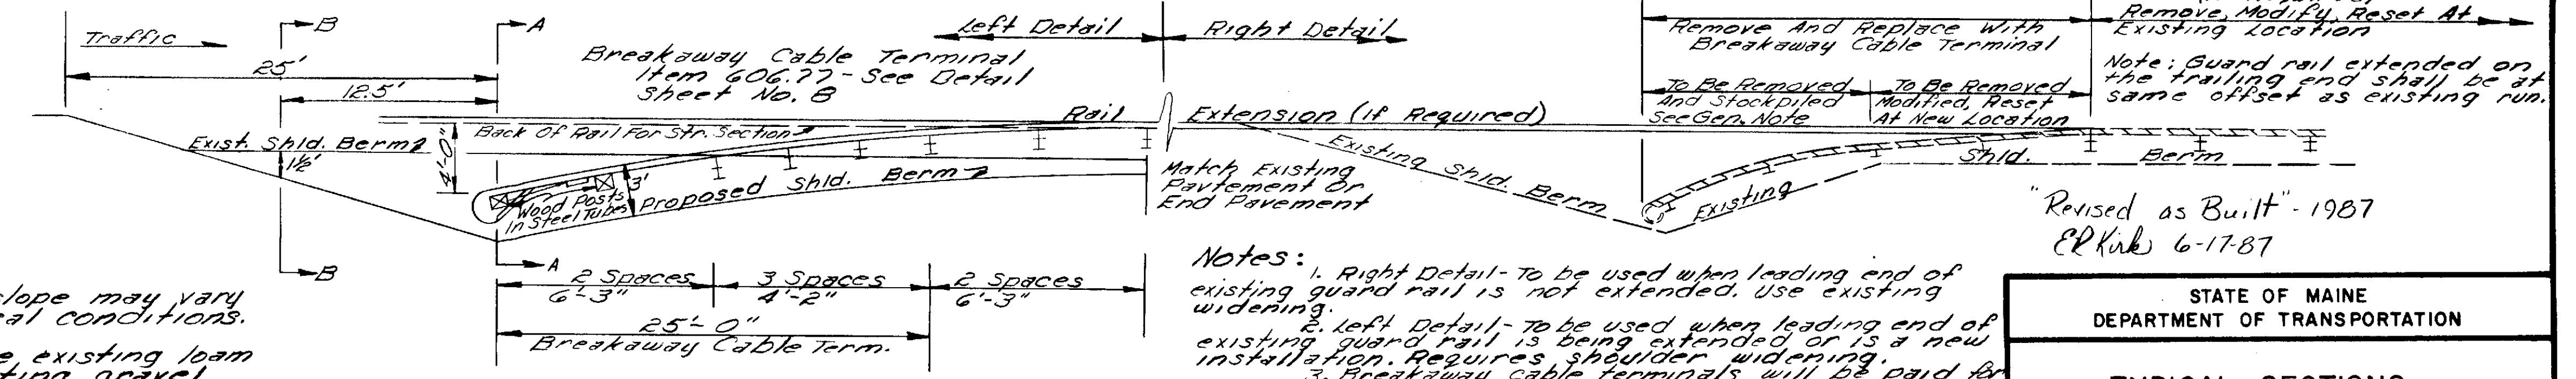 B
A
Traffic
25'
12.5'
Left Detail
Right Detail
Breakaway Cable Terminal
Item 606.77 - See Detail
Sheet No. 8
Remove And Replace With
Breakaway Cable Terminal
Remove, Modify, Reset At
Existing Location
To Be Removed
And Stockpiled
See Gen. Note
To Be Removed
Modified, Reset
At New Location
Note: Guard rail extended on
the trailing end shall be at
same offset as existing run.
Rail
Extension (If Required)
Back Of Rail For Str. Section
Exist. Shld. Berm
1½'
4'-0"
3'
Wood Posts
In Steel Tubes
Proposed Shld. Berm
Match Existing
Pavtement Or
End Pavement
Existing Shld. Berm
Existing Shld. Berm
"Revised as Built" - 1987
ERKirk 6-17-87
B
A
2 Spaces
6'-3"
3 Spaces
4'-2"
2 Spaces
6'-3"
25'-0"
Breakaway Cable Term.
slope may vary
conditions.
existing loam
gravel
Notes:
1. Right Detail - To be used when leading end of
existing guard rail is not extended. Use existing
widening.
2. Left Detail - To be used when leading end of
existing guard rail is being extended or is a new
installation. Requires shoulder widening.
3. Breakaway cable terminals will be paid for
STATE OF MAINE
DEPARTMENT OF TRANSPORTATION
TYPICAL SECTIONS